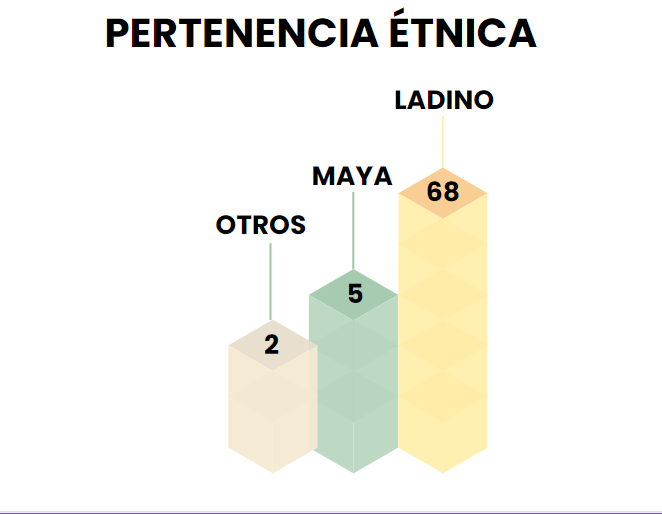 PERTENENCIA ÉTNICA
LADINO
MAYA
68
OTROS
5
2